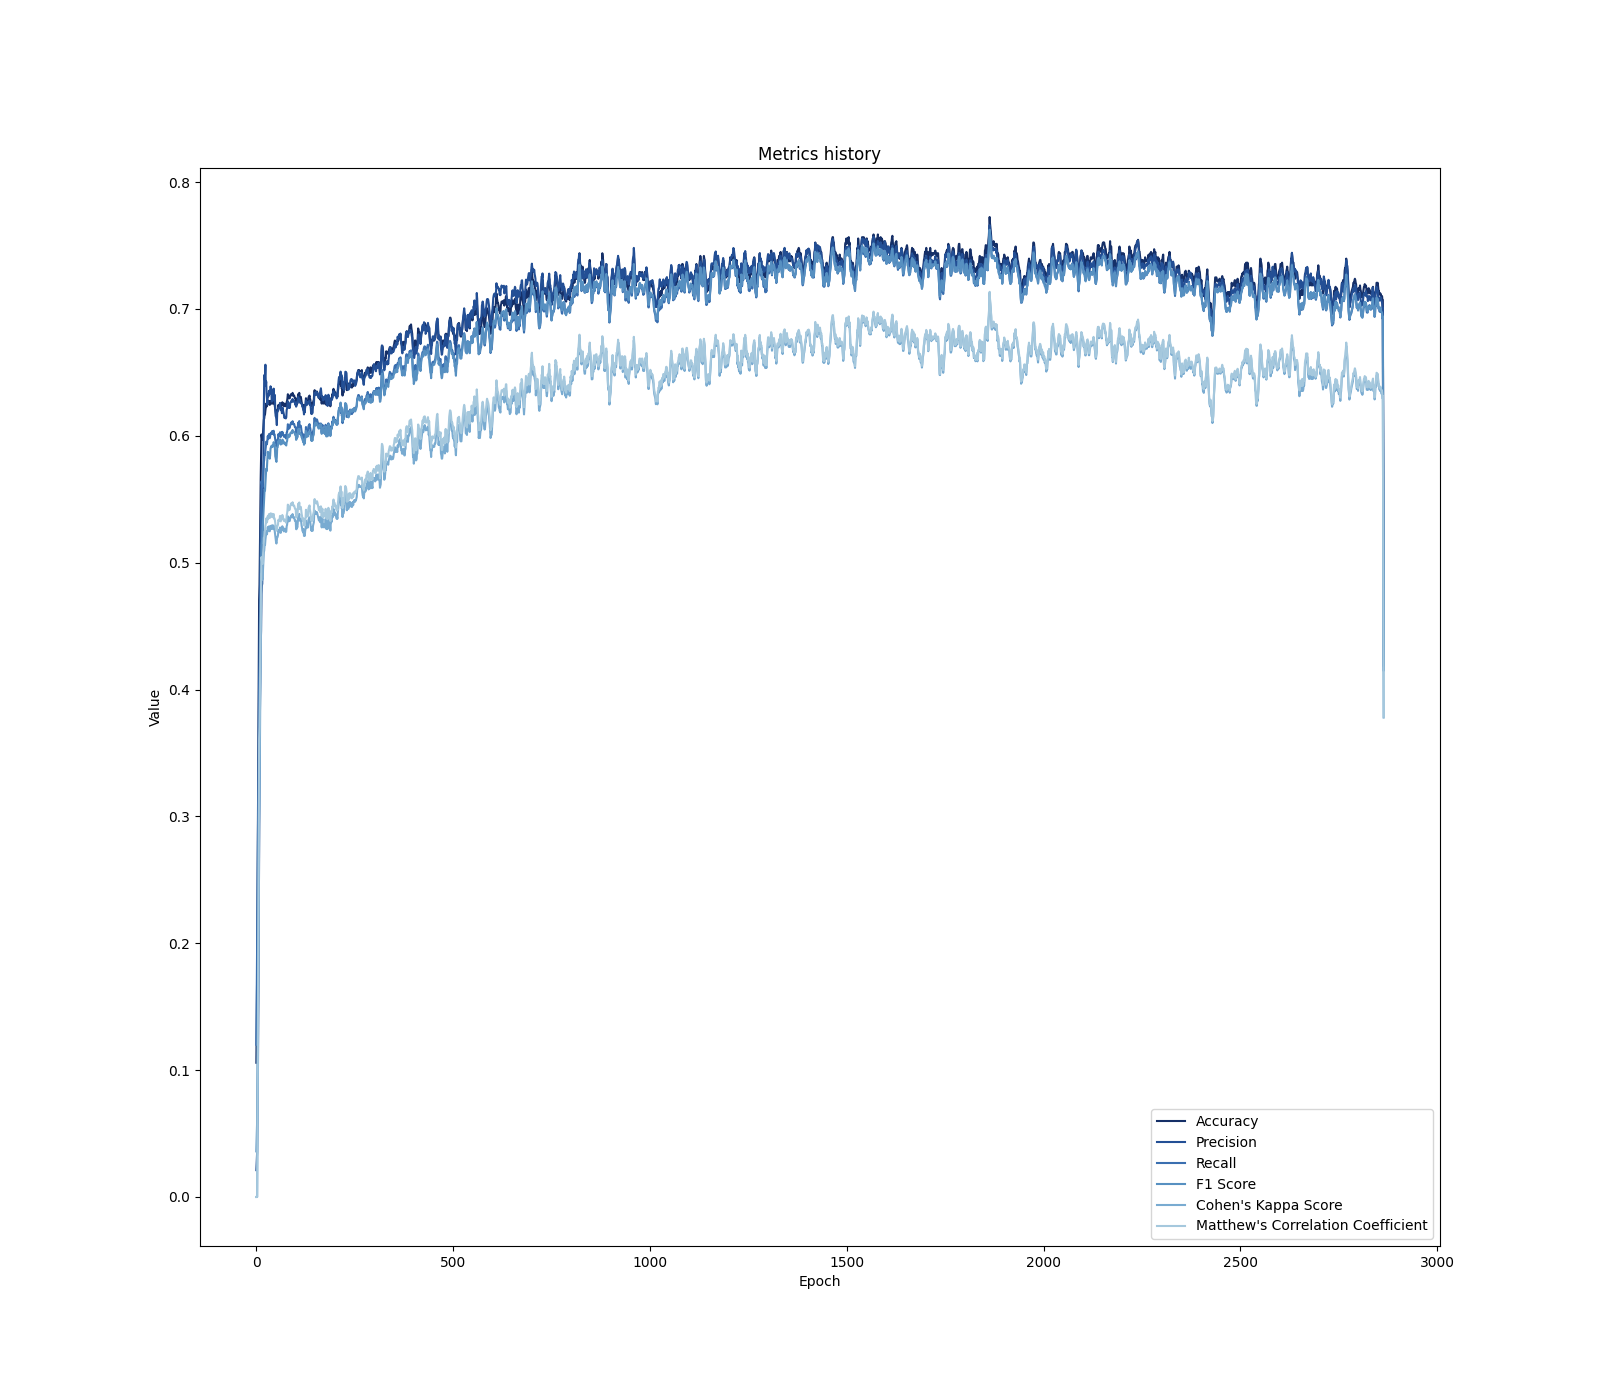 Metrics history
0.8
0.7
0.6
0.5
0.4
0.3
0.2
0.1
0.0
Value
0 500 1000 1500 2000 2500 3000
Epoch
Accuracy
Precision
Recall
F1 Score
Cohen's Kappa Score
Matthew's Correlation Coefficient